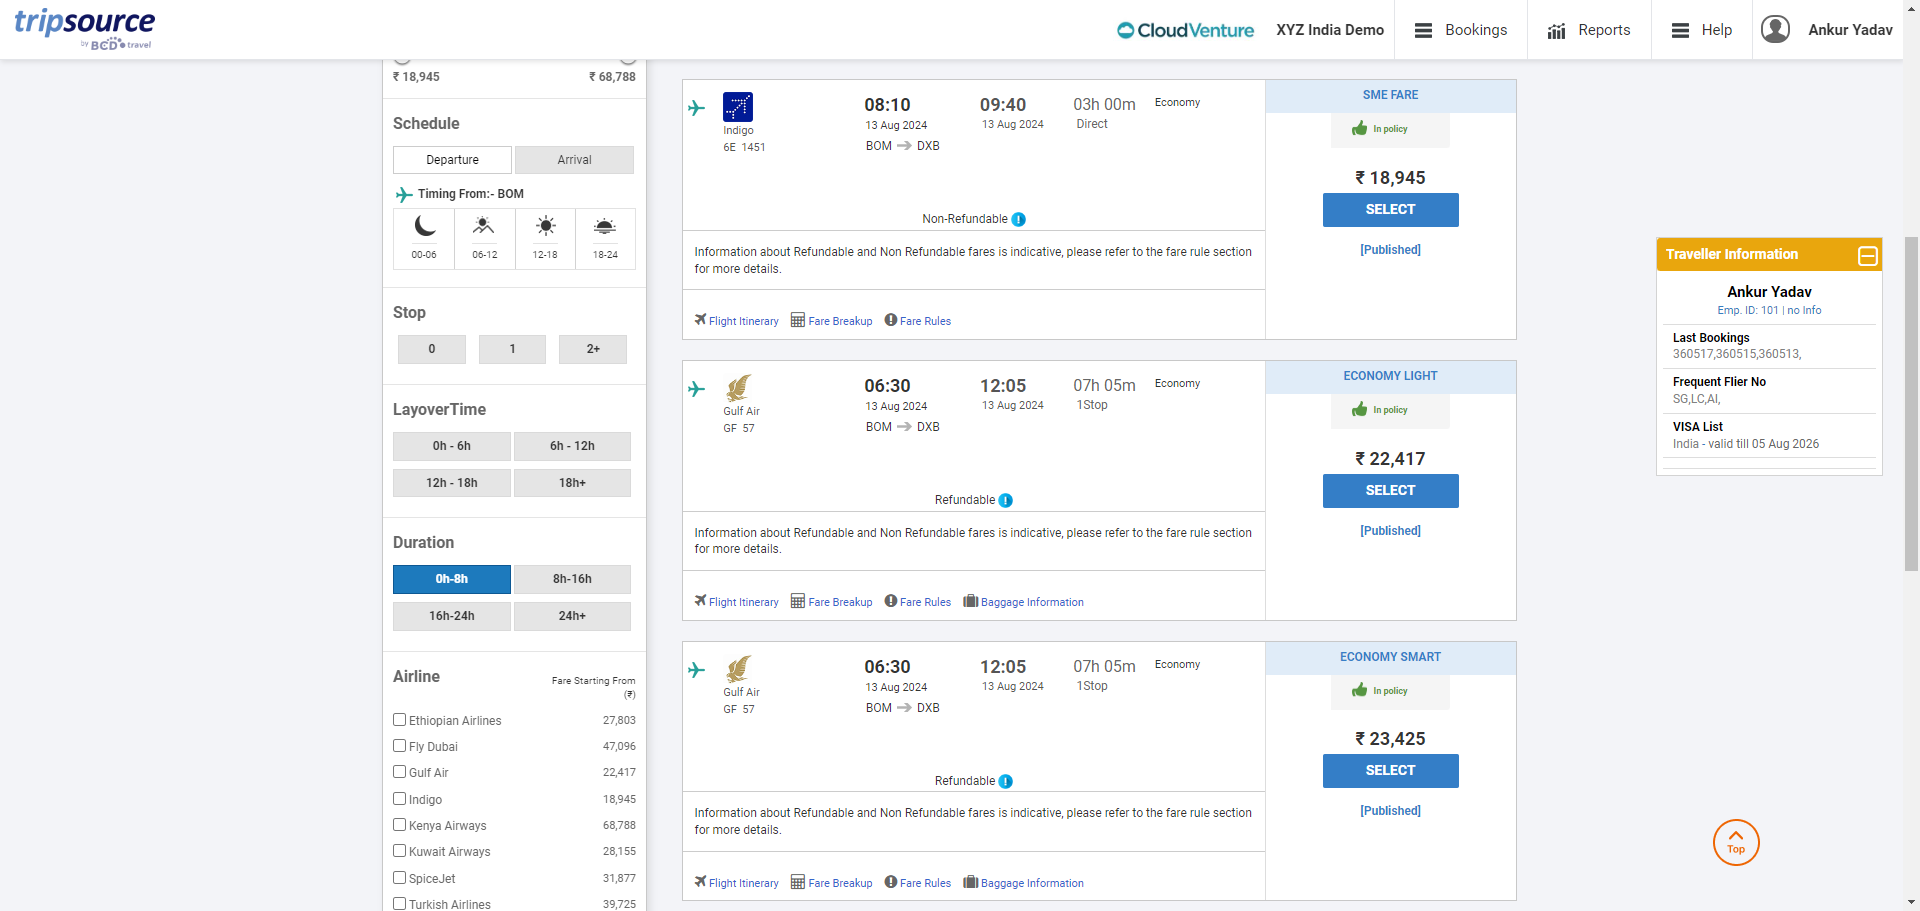 tripsource
by BCD travel
CloudVenture
XYZ India Demo
Bookings
Reports
Help
Ankur Yadav
₹ 18,945
₹ 68,788
Schedule
Departure
Arrival
Timing From:- BOM
00-06
06-12
12-18
18-24
Stop
0
1
2+
LayoverTime
0h - 6h
6h - 12h
12h - 18h
18h+
Duration
0h-8h
8h-16h
16h-24h
24h+
Airline
Fare Starting From
(₹)
Ethiopian Airlines 27,803
Fly Dubai 47,096
Gulf Air 22,417
Indigo 18,945
Kenya Airways 68,788
Kuwait Airways 28,155
SpiceJet 31,877
Turkish Airlines 39,725
Indigo
6E 1451
08:10
13 Aug 2024
BOM DXB
09:40
13 Aug 2024
03h 00m
Direct
Economy
Non-Refundable
Information about Refundable and Non Refundable fares is indicative, please refer to the fare rule section
for more details.
Flight Itinerary
Fare Breakup
Fare Rules
SME FARE
In policy
₹ 18,945
SELECT
[Published]
Gulf Air
GF 57
06:30
13 Aug 2024
BOM DXB
12:05
13 Aug 2024
07h 05m
1Stop
Economy
Refundable
Information about Refundable and Non Refundable fares is indicative, please refer to the fare rule section
for more details.
Flight Itinerary
Fare Breakup
Fare Rules
Baggage Information
ECONOMY LIGHT
In policy
₹ 22,417
SELECT
[Published]
Gulf Air
GF 57
06:30
13 Aug 2024
BOM DXB
12:05
13 Aug 2024
07h 05m
1Stop
Economy
Refundable
Information about Refundable and Non Refundable fares is indicative, please refer to the fare rule section
for more details.
Flight Itinerary
Fare Breakup
Fare Rules
Baggage Information
ECONOMY SMART
In policy
₹ 23,425
SELECT
[Published]
Traveller Information
Ankur Yadav
Emp. ID: 101 | no Info
Last Bookings
360517,360515,360513,
Frequent Flier No
SG,LC,AI,
VISA List
India - valid till 05 Aug 2026
Top